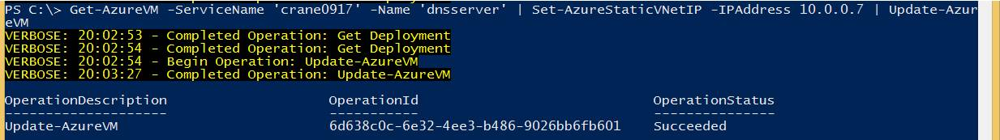 PS C:\> Get-AzureVM -ServiceName 'crane0917' -Name 'dnsserver' | Set-AzureStaticVNetIP -IPAddress 10.0.0.7 | Update-Azur
eVM
VERBOSE: 20:02:53 - Completed Operation: Get Deployment
VERBOSE: 20:02:54 - Completed Operation: Get Deployment
VERBOSE: 20:02:54 - Begin Operation: Update-AzureVM
VERBOSE: 20:03:27 - Completed Operation: Update-AzureVM
OperationDescription OperationId OperationStatus
-------------------- ----------- ---------------
Update-AzureVM 6d638c0c-6e32-4ee3-b486-9026bb6fb601 Succeeded